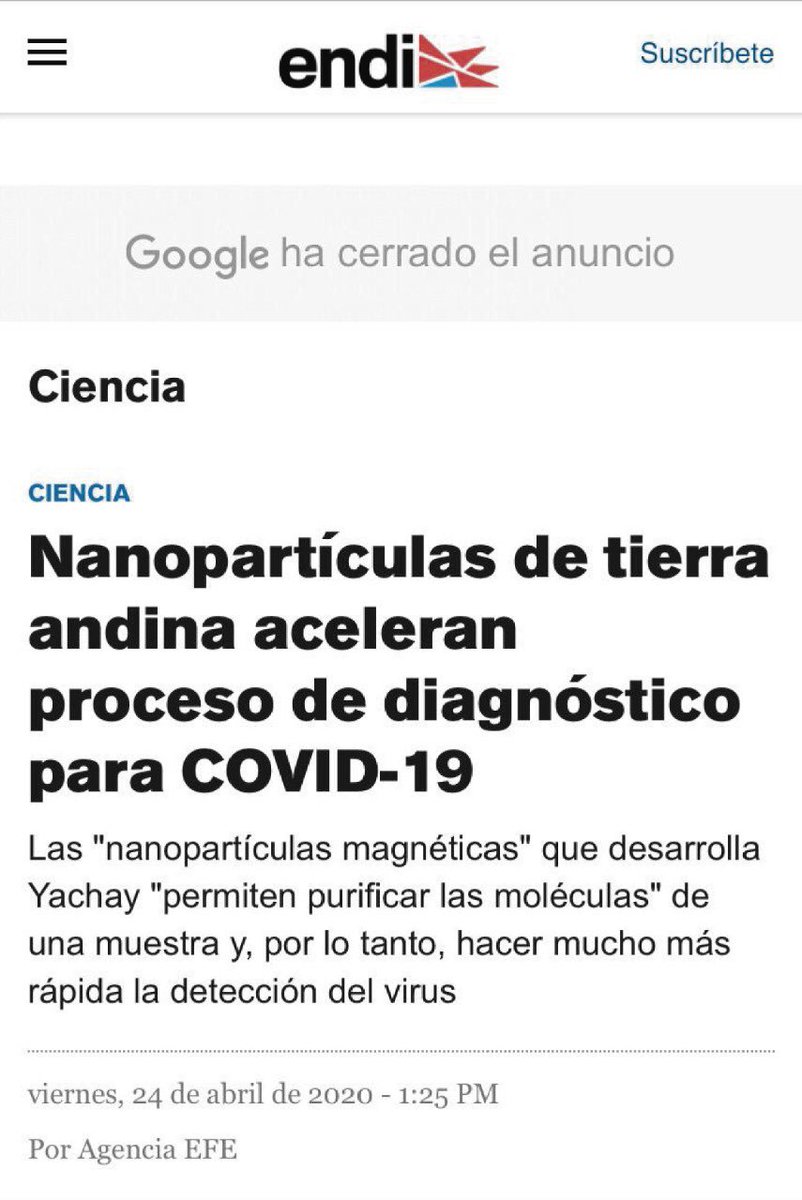 endi
Suscríbete
Google ha cerrado el anuncio
Ciencia
CIENCIA
Nanopartículas de tierra
andina aceleran
proceso de diagnóstico
para COVID-19
Las "nanopartículas magnéticas" que desarrolla
Yachay "permiten purificar las moléculas" de
una muestra y, por lo tanto, hacer mucho más
rápida la detección del virus
viernes, 24 de abril de 2020 - 1:25 PM
Por Agencia EFE